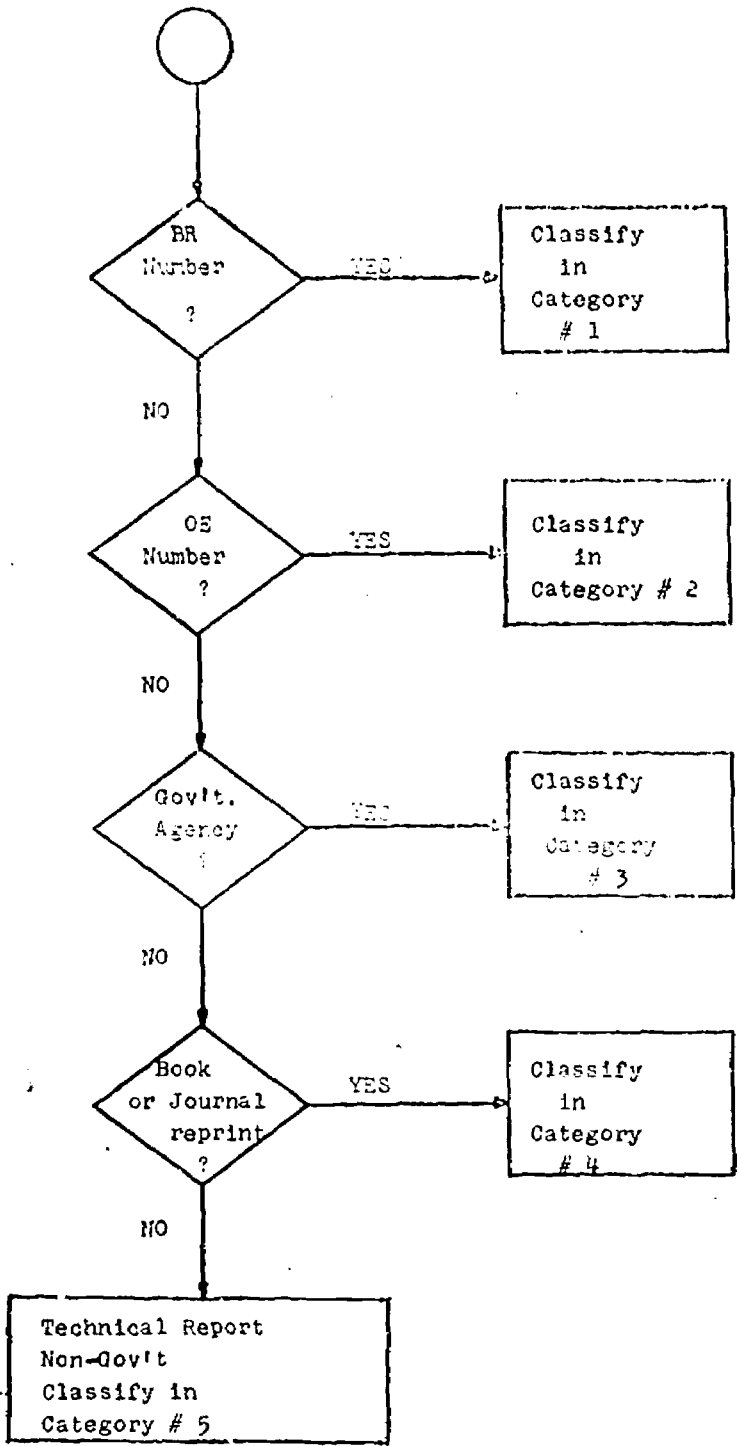 BR
Number
?
YES
Classify
in
Category
# 1
NO
OE
Number
?
YES
Classify
in
Category # 2
NO
Gov't.
Agency
?
YES
Classify
in
Category
# 3
NO
Book
or Journal
reprint
?
YES
Classify
in
Category
# 4
NO
Technical Report
Non-Gov't
Classify in
Category # 5